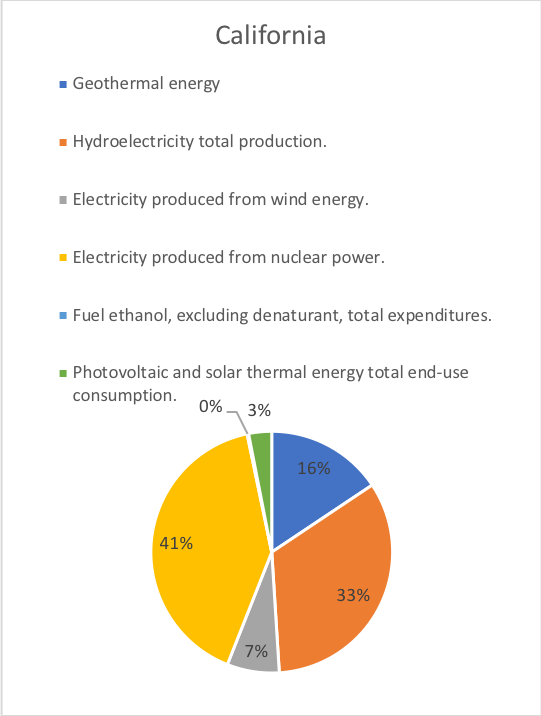 California
Geothermal energy
Hydroelectricity total production.
Electricity produced from wind energy.
Electricity produced from nuclear power.
Fuel ethanol, excluding denaturant, total expenditures.
Photovoltaic and solar thermal energy total end-use
consumption.
0%
3%
16%
41%
33%
7%